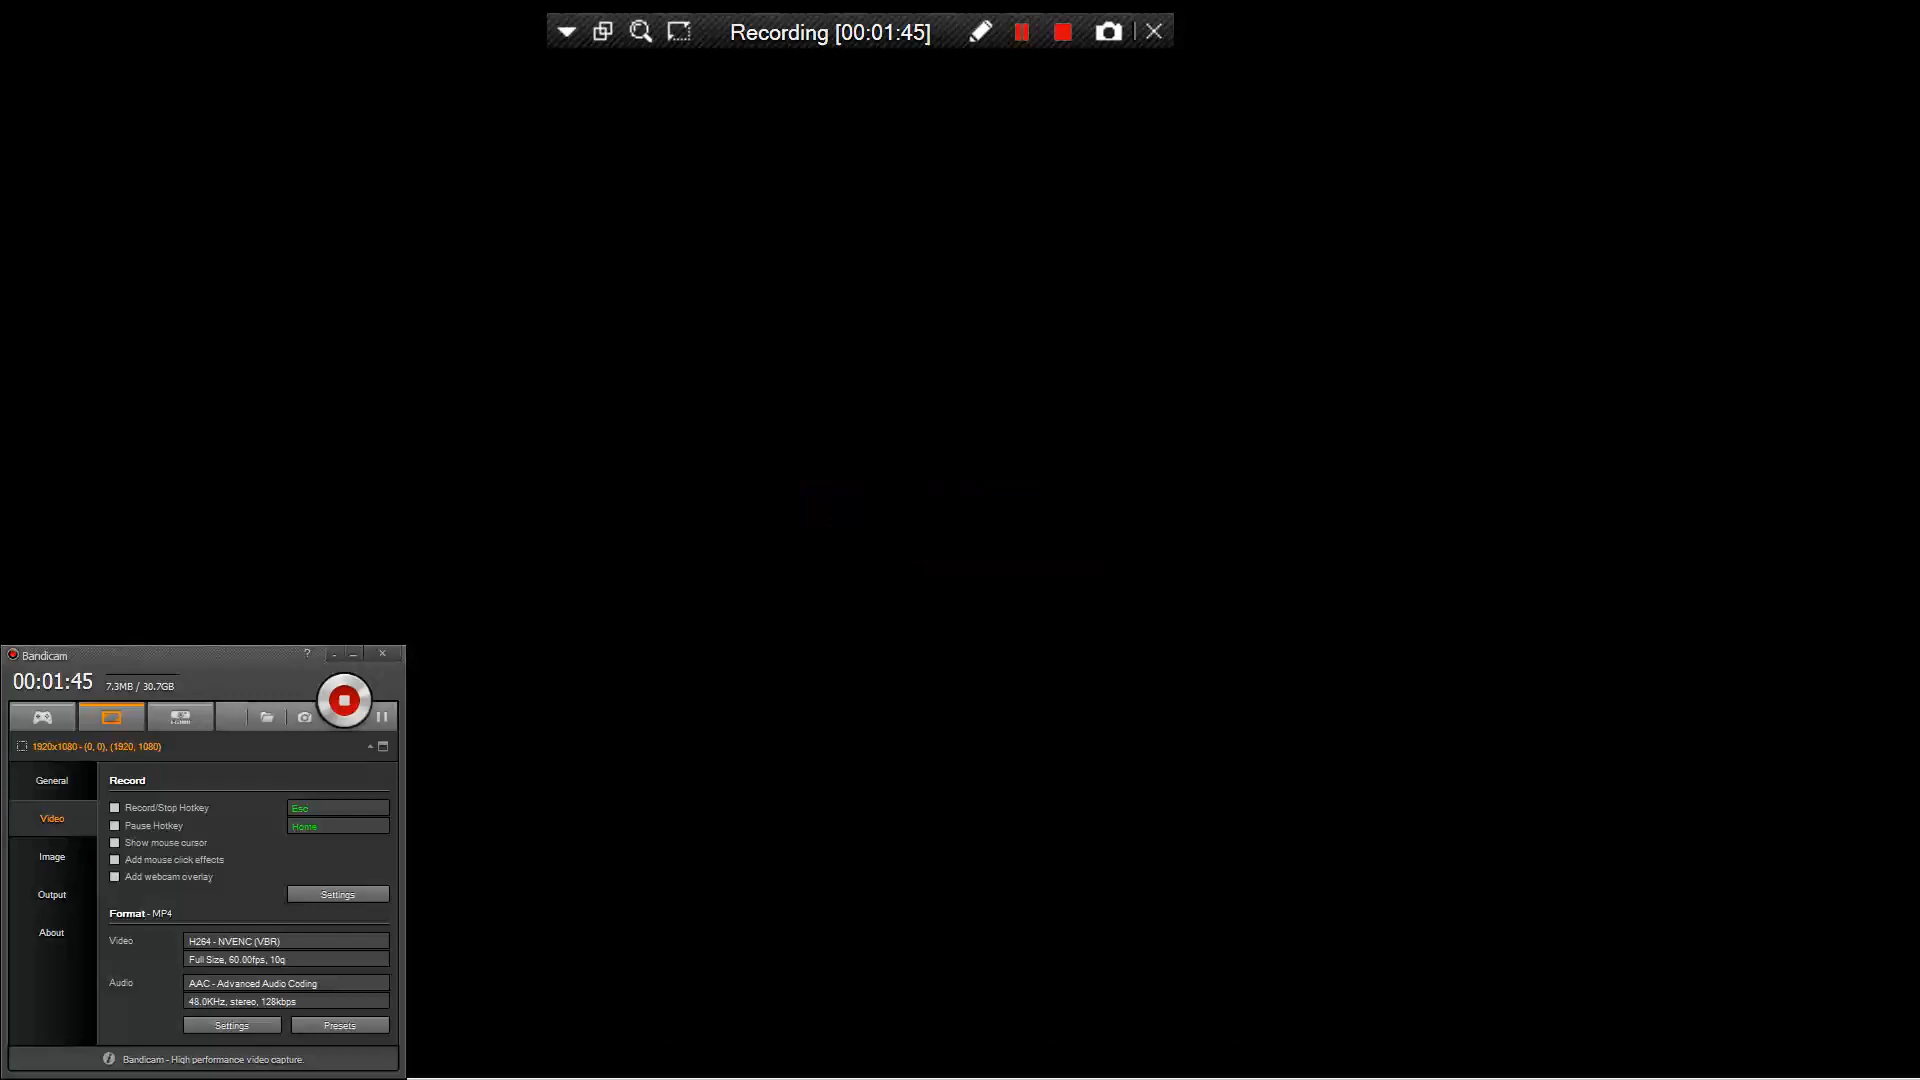 Recording [00:01:45]
Bandicam
?
00:01:45
7.3MB / 30.7GB
1920x1080 - (0, 0), (1920, 1080)
General
Video
Image
Output
About
Record
Record/Stop Hotkey
Esc
Pause Hotkey
Home
Show mouse cursor
Add mouse click effects
Add webcam overlay
Settings
Format - MP4
Video
H264 - NVENC (VBR)
Full Size, 60.00fps, 10q
Audio
AAC - Advanced Audio Coding
48.0KHz, stereo, 128kbps
Settings
Presets
Bandicam - High performance video capture.